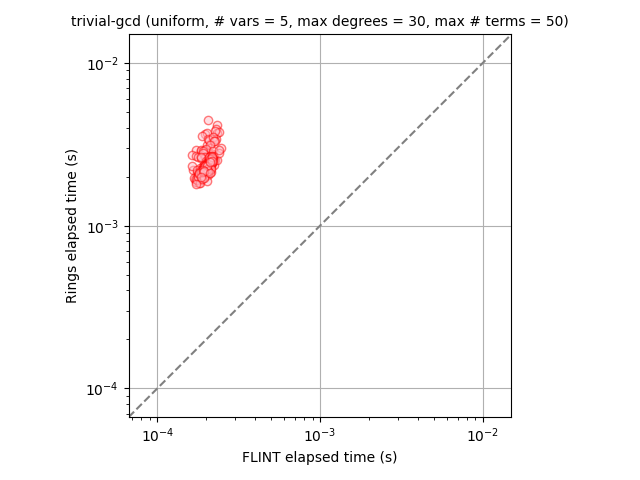 trivial-gcd (uniform, # vars = 5, max degrees = 30, max # terms = 50)
10⁻²
10⁻³
10⁻⁴
Rings elapsed time (s)
10⁻⁴ 10⁻³ 10⁻²
FLINT elapsed time (s)